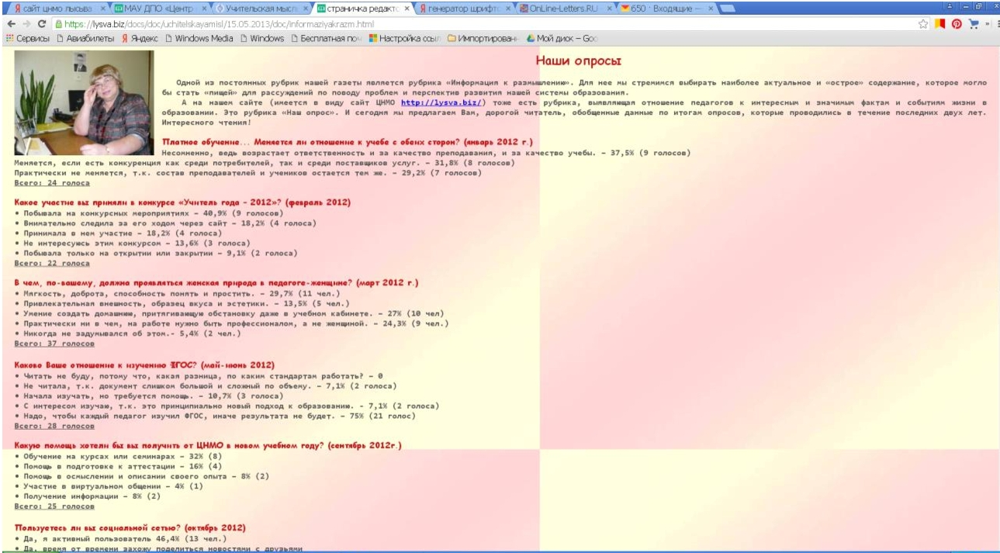 сайт цнмо лысьва
МАУ ДПО «Центр
Учительская мысл
страничка редакто
генератор шрифто
OnLine-Letters.RU
650 · Входящие —
https://lysva.biz/docs/doc/uchitelskayamisl/15.05.2013/doc/informaziyakrazm.html
Сервисы Авиабилеты Яндекс Windows Media Windows Бесплатная поч Настройка ссыл Импортирован Мой диск – Goo
Наши опросы
Одной из постоянных рубрик нашей газеты является рубрика «Информация к размышлению». Для нее мы стремимся выбирать наиболее актуальное и «острое» содержание, которое могло
бы стать «пищей» для рассуждений по поводу проблем и перспектив развития нашей системы образования.
А на нашем сайте (имеется в виду сайт ЦНМО http://lysva.biz/) тоже есть рубрика, выявляющая отношение педагогов к интересным и значимым фактам и событиям жизни в
образовании. Это рубрика «Наш опрос». И сегодня мы предлагаем Вам, дорогой читатель, обобщенные данные по итогам опросов, которые проводились в течение последних двух лет.
Интересного чтения!
Платное обучение... Меняется ли отношение к учебе с обеих сторон? (январь 2012 г.)
Несомненно, ведь возрастает ответственность и за качество преподавания, и за качество учебы. – 37,5% (9 голосов)
Меняется, если есть конкуренция как среди потребителей, так и среди поставщиков услуг. – 31,8% (8 голосов)
Практически не меняется, т.к. состав преподавателей и учеников остается тем же. – 29,2% (7 голосов)
Всего: 24 голоса
Какое участие вы приняли в конкурсе «Учитель года - 2012»? (февраль 2012)
• Побывала на конкурсных мероприятиях – 40,9% (9 голосов)
• Внимательно следила за его ходом через сайт – 18,2% (4 голоса)
• Принимала в нем участие – 18,2% (4 голоса)
• Не интересуюсь этим конкурсом – 13,6% (3 голоса)
• Побывала только на открытии или закрытии – 9,1% (2 голоса)
Всего: 22 голоса
В чем, по-вашему, должна проявляться женская природа в педагоге-женщине? (март 2012 г.)
• Мягкость, доброта, способность понять и простить. – 29,7% (11 чел.)
• Привлекательная внешность, образец вкуса и эстетики. – 13,5% (5 чел.)
• Умение создать домашнюю, притягивающую обстановку даже в учебном кабинете. – 27% (10 чел)
• Практически ни в чем, на работе нужно быть профессионалом, а не женщиной. – 24,3% (9 чел.)
• Никогда не задумывался об этом.- 5,4% (2 чел.)
Всего: 37 голосов
Каково Ваше отношение к изучению ФГОС? (май-июнь 2012)
• Читать не буду, потому что, какая разница, по каким стандартам работать? – 0
• Не читала, т.к. документ слишком большой и сложный по объему. – 7,1% (2 голоса)
• Начала изучать, но требуется помощь. – 10,7% (3 голоса)
• С интересом изучаю, т.к. это принципиально новый подход к образованию. - 7,1% (2 голоса)
• Надо, чтобы каждый педагог изучил ФГОС, иначе результата не будет. – 75% (21 голос)
Всего: 28 голосов
Какую помощь хотели бы вы получить от ЦНМО в новом учебном году? (сентябрь 2012г.)
• Обучение на курсах или семинарах – 32% (8)
• Помощь в подготовке к аттестации – 16% (4)
• Помощь в осмыслении и описании своего опыта – 8% (2)
• Участие в виртуальном общении – 4% (1)
• Получение информации – 8% (2)
Всего: 25 голосов
Пользуетесь ли вы социальной сетью? (октябрь 2012)
• Да, я активный пользователь 46,4% (13 чел.)
• Да, время от времени захожу поделиться новостями с друзьями